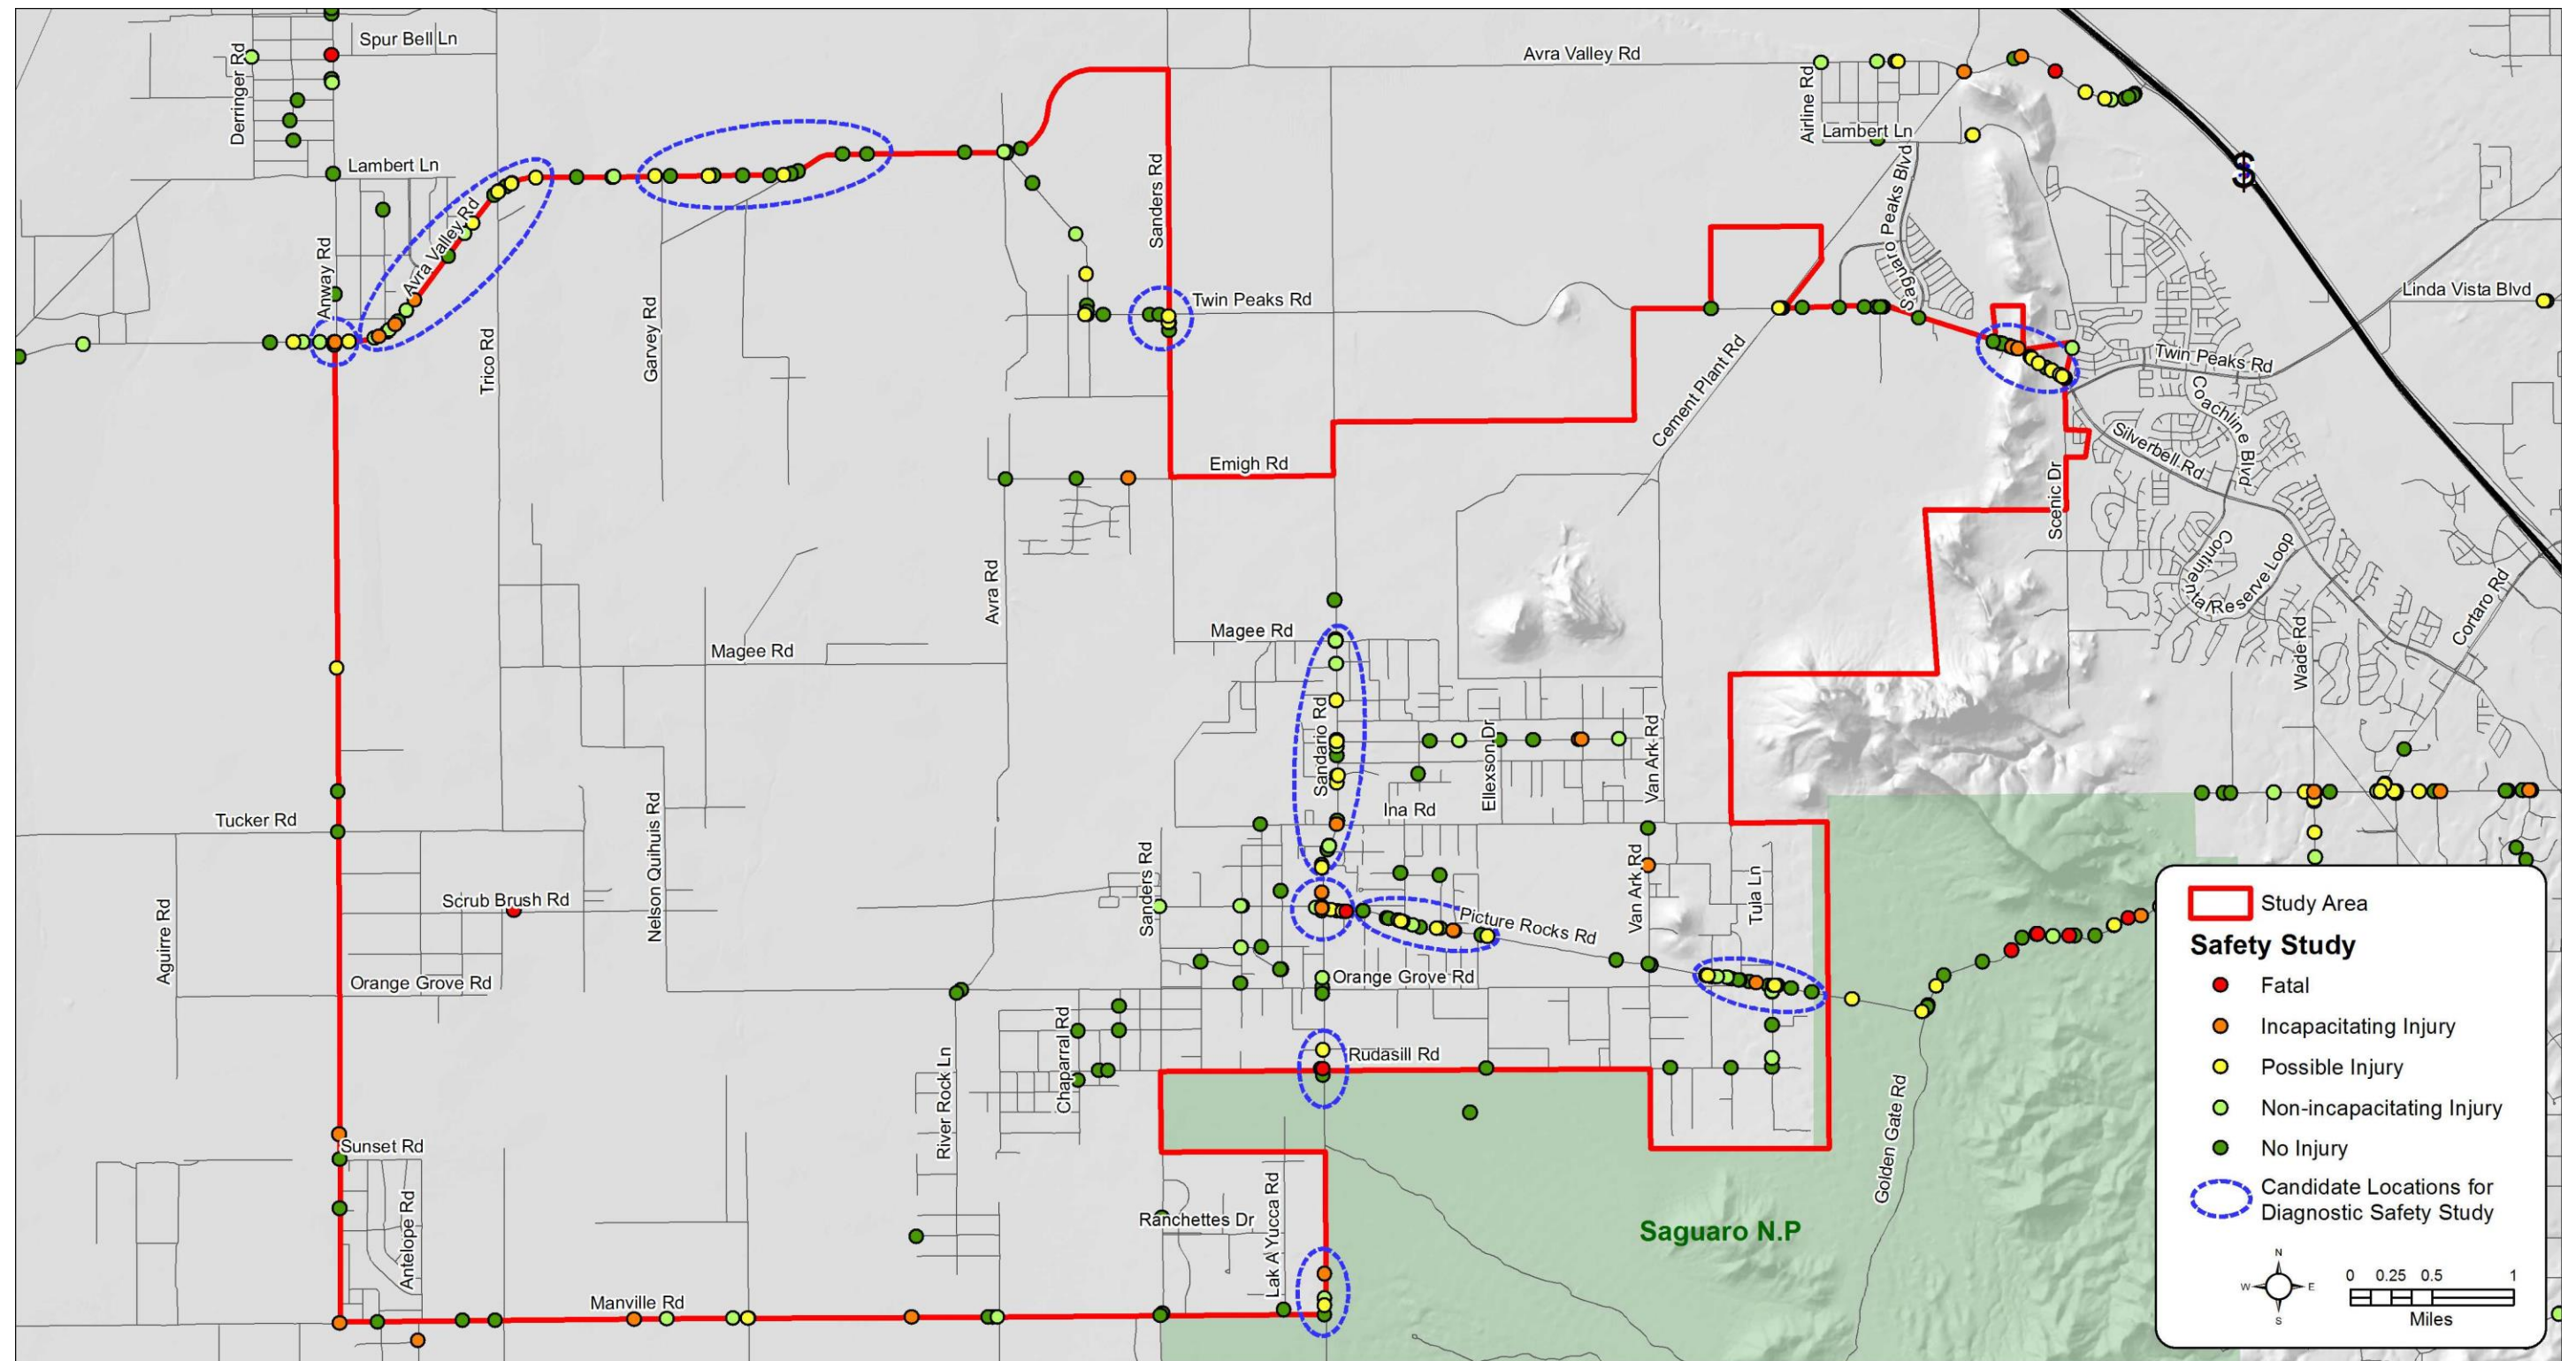 Spur Bell Ln
Avra Valley Rd
Derringer Rd
Airline Rd
Lambert Ln
Lambert Ln
Sanders Rd
Saguaro Peaks Blvd
Avra Valley Rd
Anway Rd
Linda Vista Blvd
Twin Peaks Rd
Garvey Rd
Trico Rd
Twin Peaks Rd
Cement Plant Rd
Coachline Blvd
Silverbell Rd
Emigh Rd
Scenic Dr
Continental Reserve Loop
Avra Rd
Cortaro Rd
Magee Rd
Magee Rd
Wade Rd
Sandario Rd
Ellexson Dr
Van Ark Rd
Ina Rd
Tucker Rd
Nelson Quihuis Rd
Sanders Rd
Van Ark Rd
Tula Ln
Scrub Brush Rd
Aguirre Rd
Picture Rocks Rd
Orange Grove Rd
Orange Grove Rd
Chaparral Rd
Rudasill Rd
River Rock Ln
Golden Gate Rd
Sunset Rd
Antelope Rd
Ranchettes Dr
Lak A Yucca Rd
Saguaro N.P
Manville Rd
Study Area
Safety Study
Fatal
Incapacitating Injury
Possible Injury
Non-incapacitating Injury
No Injury
Candidate Locations for
Diagnostic Safety Study
N
W E
S
0 0.25 0.5 1
Miles